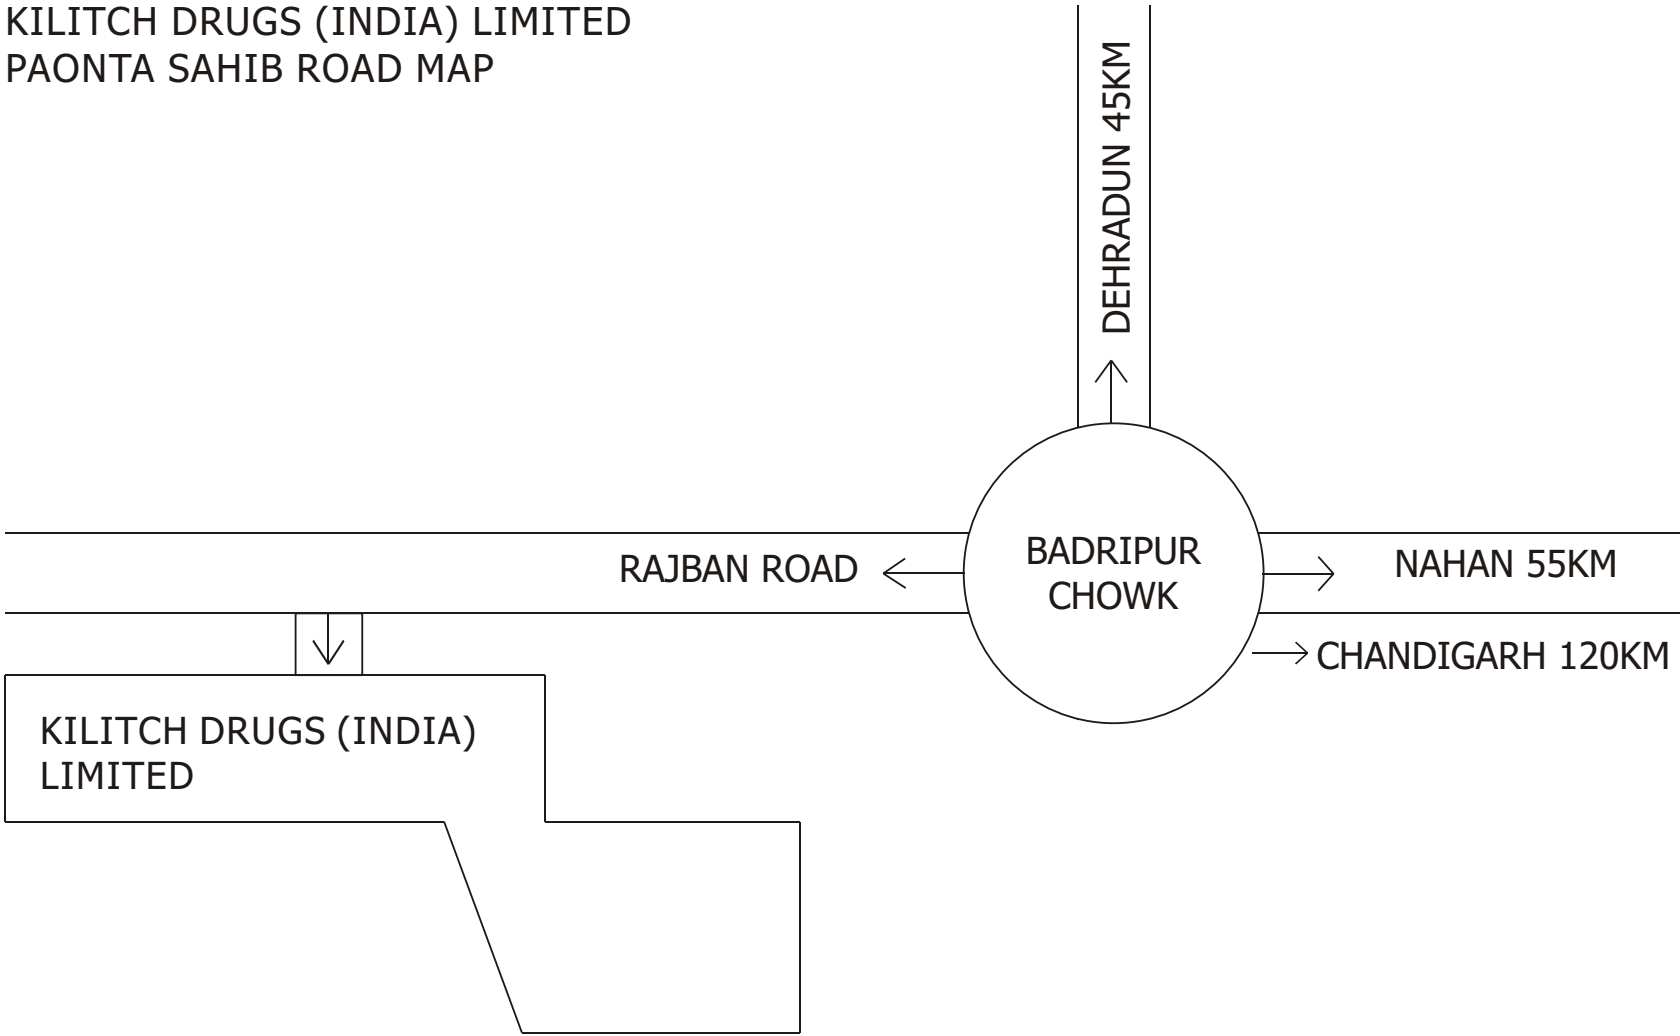 KILITCH DRUGS (INDIA) LIMITED
PAONTA SAHIB ROAD MAP
DEHRADUN 45KM
RAJBAN ROAD
BADRIPUR
CHOWK
NAHAN 55KM
CHANDIGARH 120KM
KILITCH DRUGS (INDIA)
LIMITED